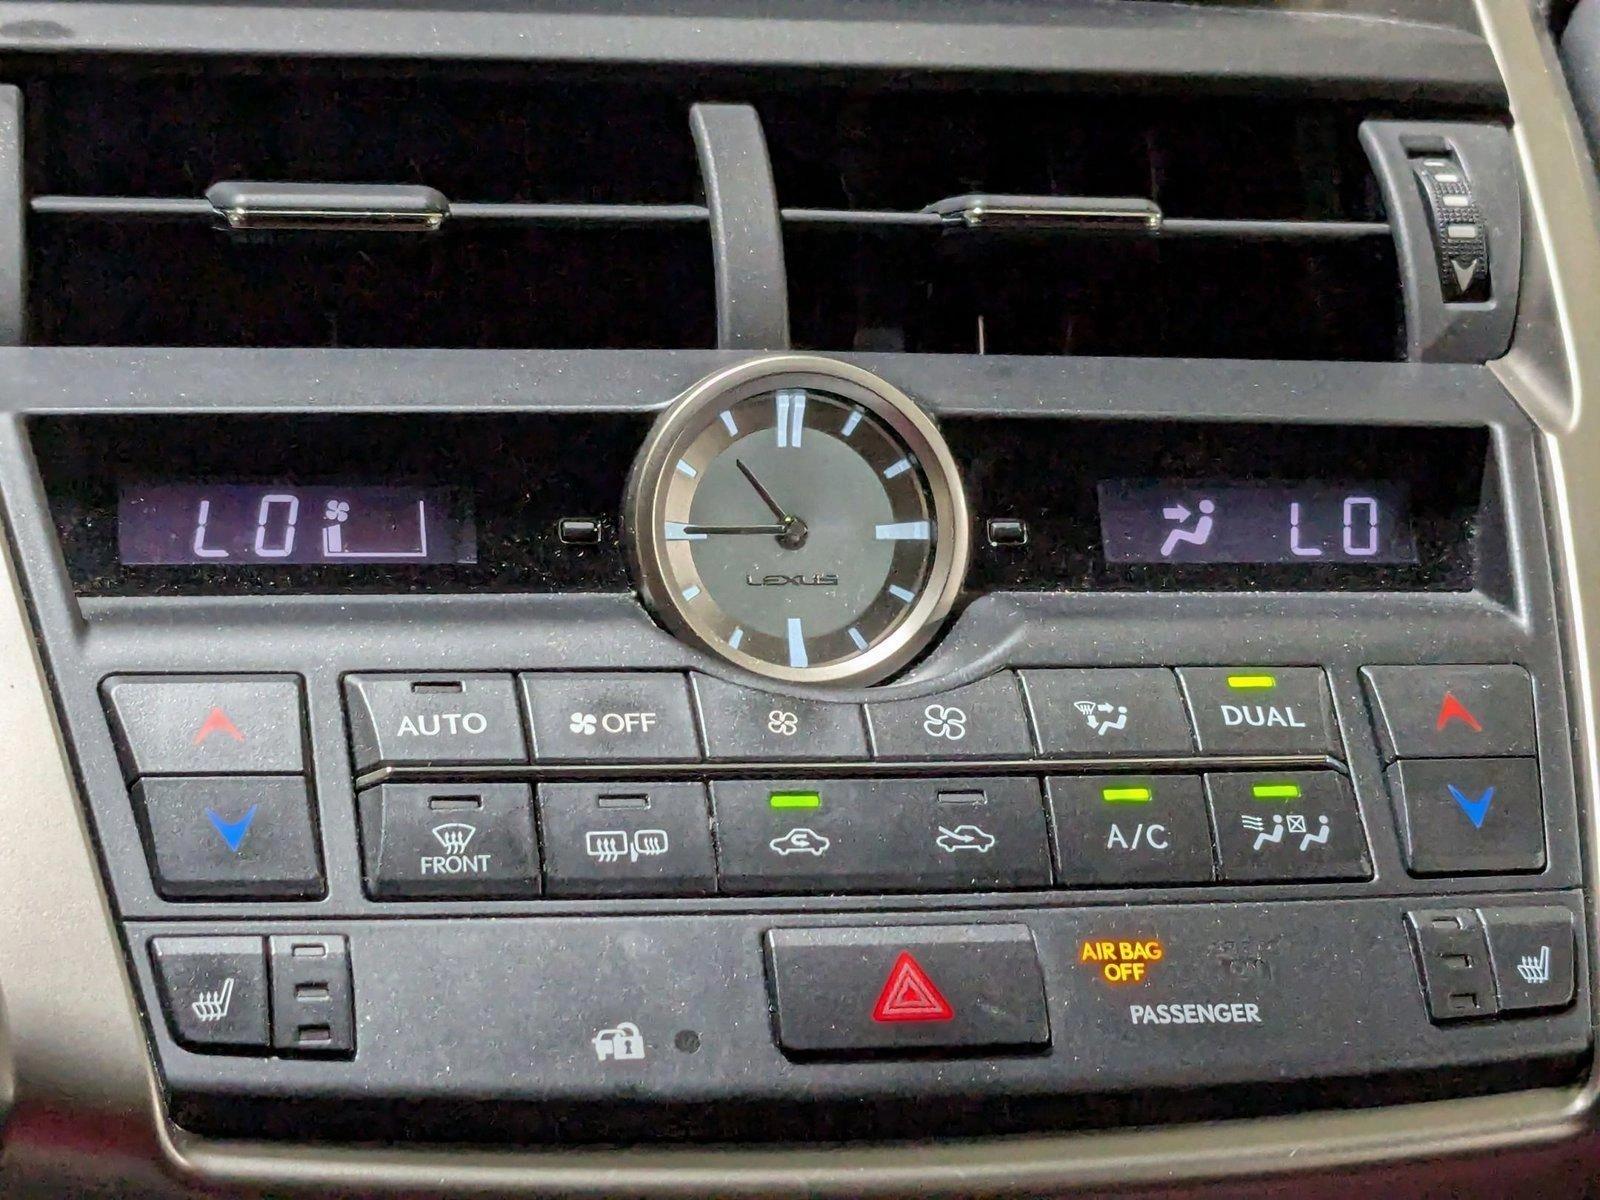 LO
LEXUS
LO
AUTO
OFF
DUAL
FRONT
A/C
AIR BAG
OFF
PASSENGER